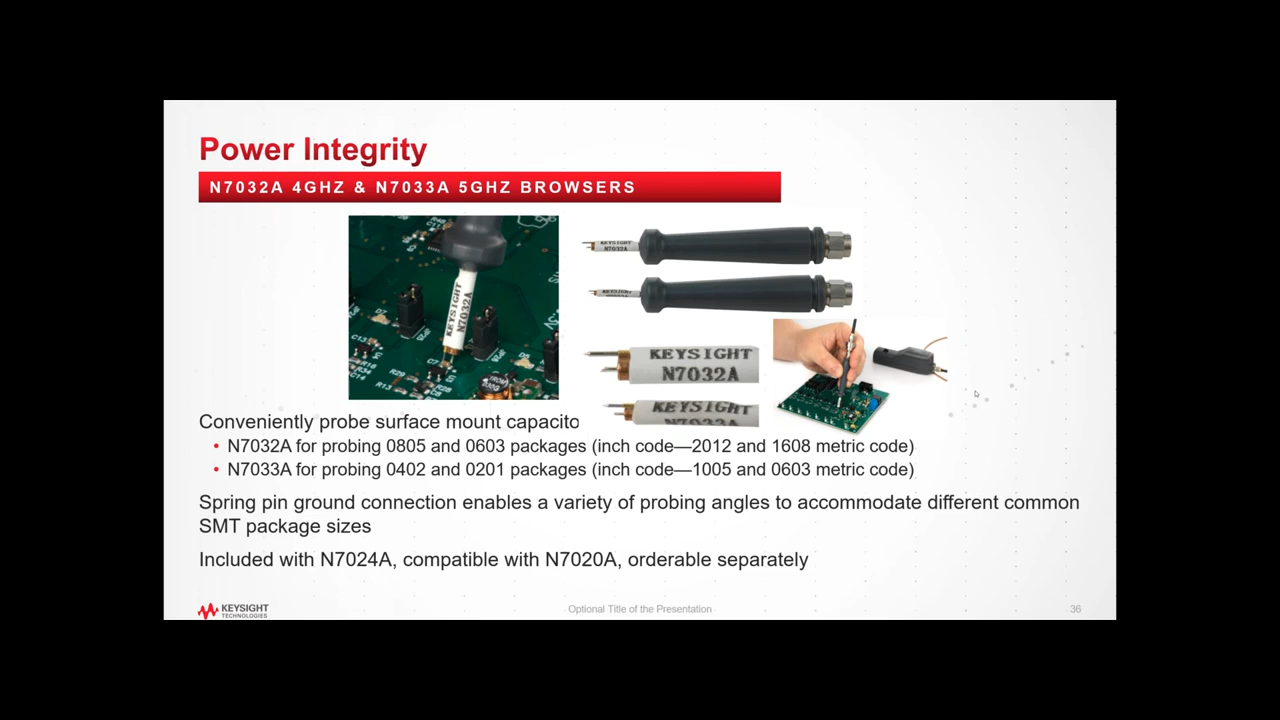 Power Integrity
N7032A 4GHZ & N7033A 5GHZ BROWSERS
KEYSIGHT
N7032A
KEYSIGHT
N7032A
KEYSIGHT
KEYSIGHT
N7032A
KEYSIGHT
N7033A
Conveniently probe surface mount capacito
• N7032A for probing 0805 and 0603 packages (inch code—2012 and 1608 metric code)
• N7033A for probing 0402 and 0201 packages (inch code—1005 and 0603 metric code)
Spring pin ground connection enables a variety of probing angles to accommodate different common
SMT package sizes
Included with N7024A, compatible with N7020A, orderable separately
KEYSIGHT
TECHNOLOGIES
Optional Title of the Presentation
36